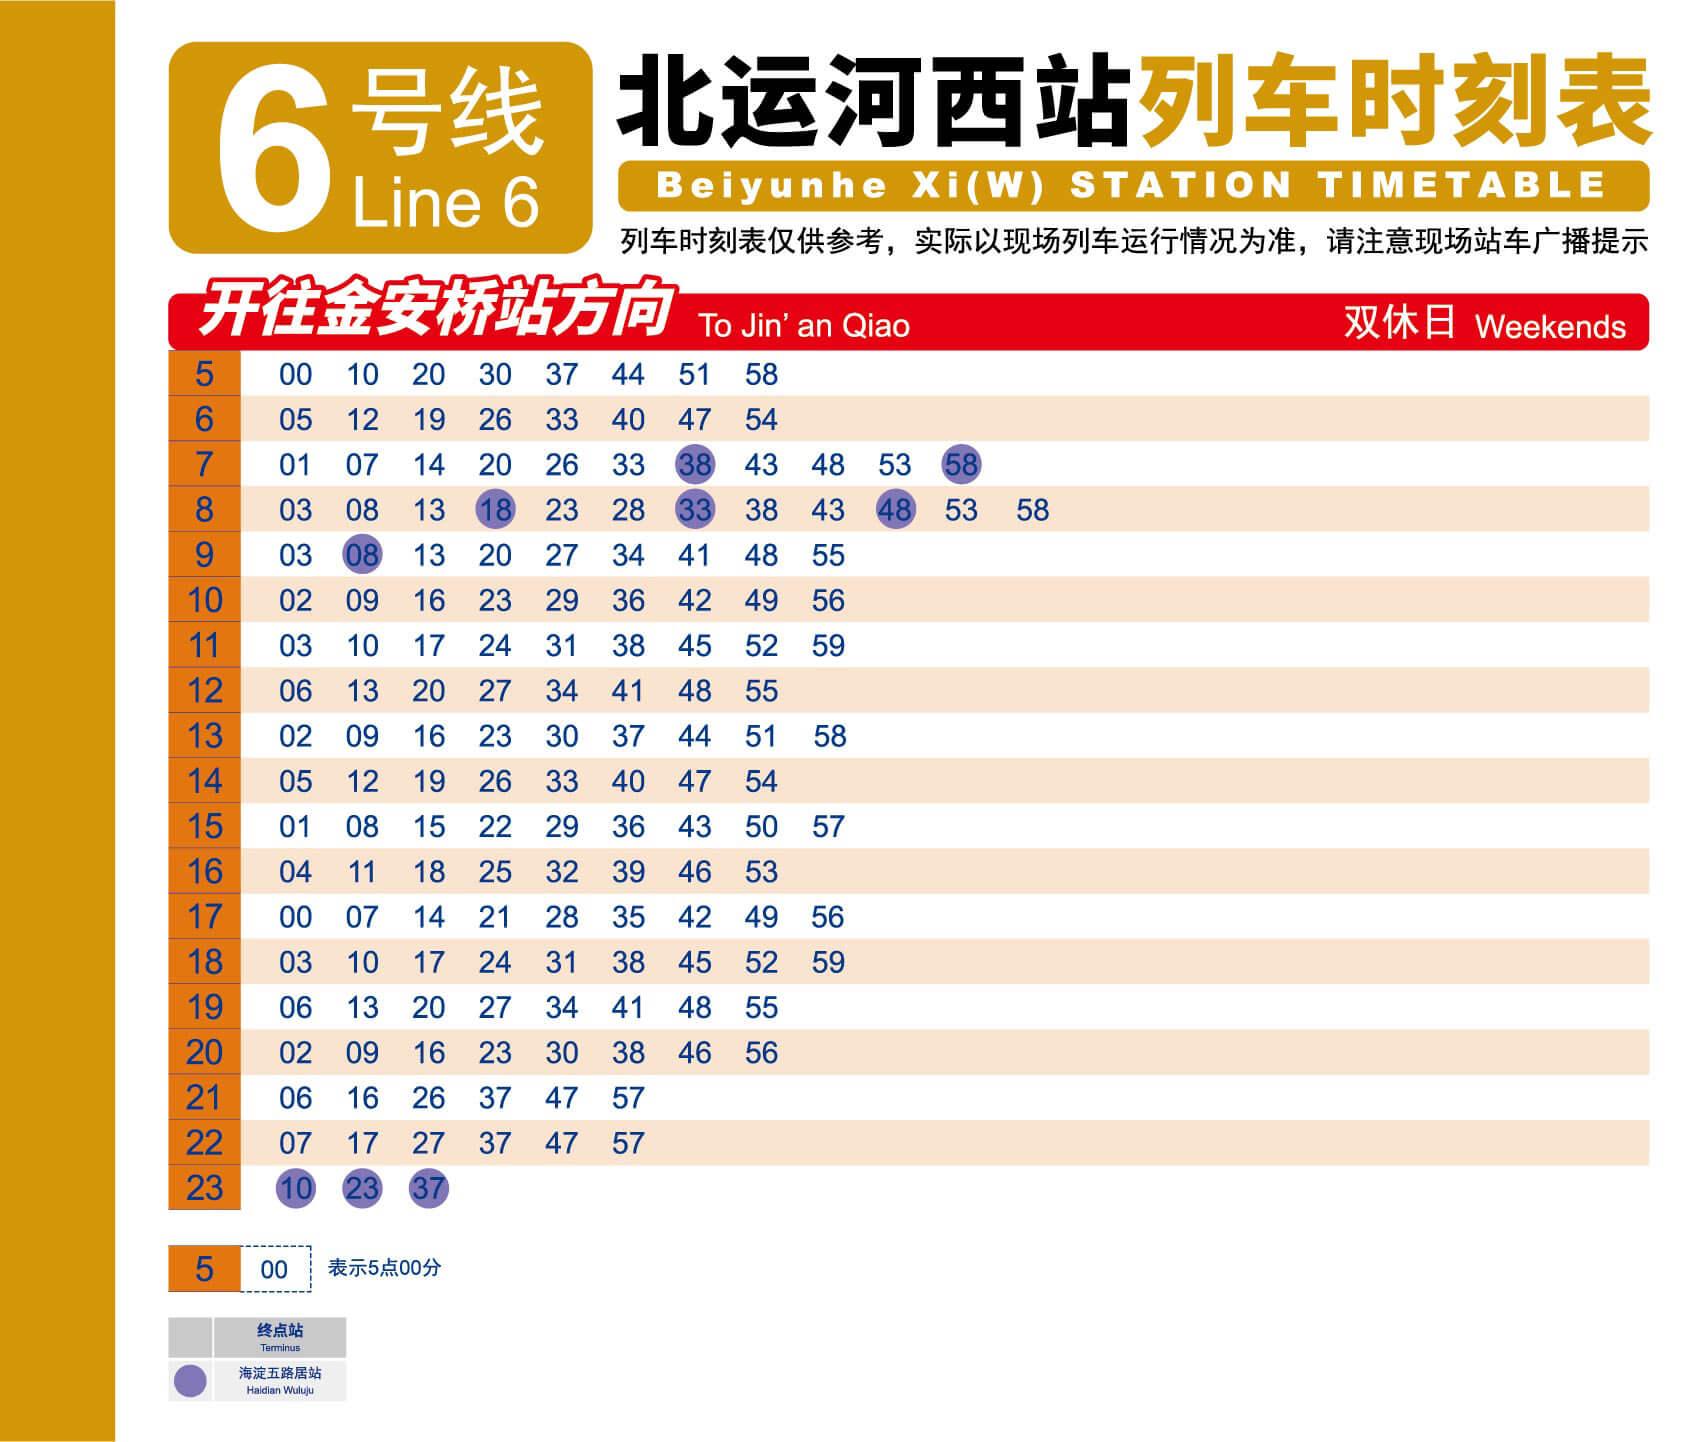 6号线
Line 6
北运河西站列车时刻表
Beiyunhe Xi(W) STATION TIMETABLE
列车时刻表仅供参考，实际以现场列车运行情况为准，请注意现场站车广播提示
开往金安桥站方向 To Jin' an Qiao 双休日 Weekends
5 00 10 20 30 37 44 51 58
6 05 12 19 26 33 40 47 54
7 01 07 14 20 26 33 38 43 48 53 58
8 03 08 13 18 23 28 33 38 43 48 53 58
9 03 08 13 20 27 34 41 48 55
10 02 09 16 23 29 36 42 49 56
11 03 10 17 24 31 38 45 52 59
12 06 13 20 27 34 41 48 55
13 02 09 16 23 30 37 44 51 58
14 05 12 19 26 33 40 47 54
15 01 08 15 22 29 36 43 50 57
16 04 11 18 25 32 39 46 53
17 00 07 14 21 28 35 42 49 56
18 03 10 17 24 31 38 45 52 59
19 06 13 20 27 34 41 48 55
20 02 09 16 23 30 38 46 56
21 06 16 26 37 47 57
22 07 17 27 37 47 57
23 10 23 37
5 00 表示5点00分
终点站
Terminus
海淀五路居站
Haidian Wuluju